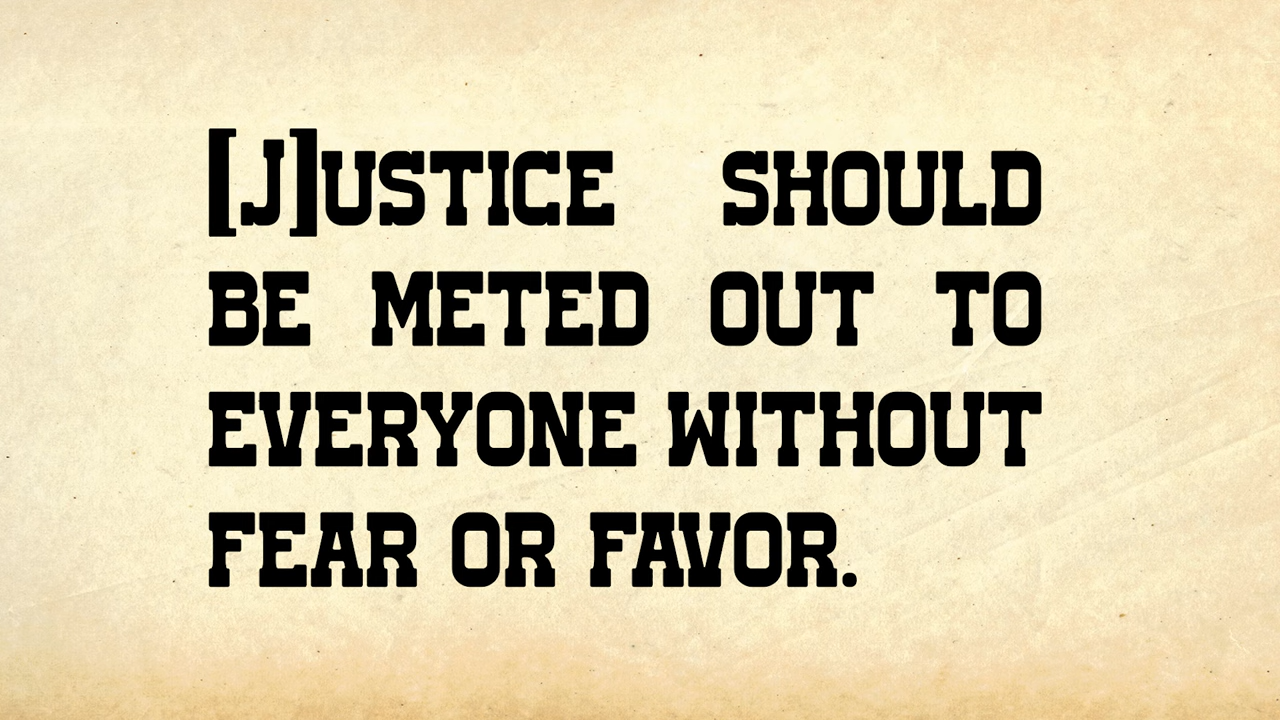 [J]USTICE SHOULD
BE METED OUT TO
EVERYONE WITHOUT
FEAR OR FAVOR.